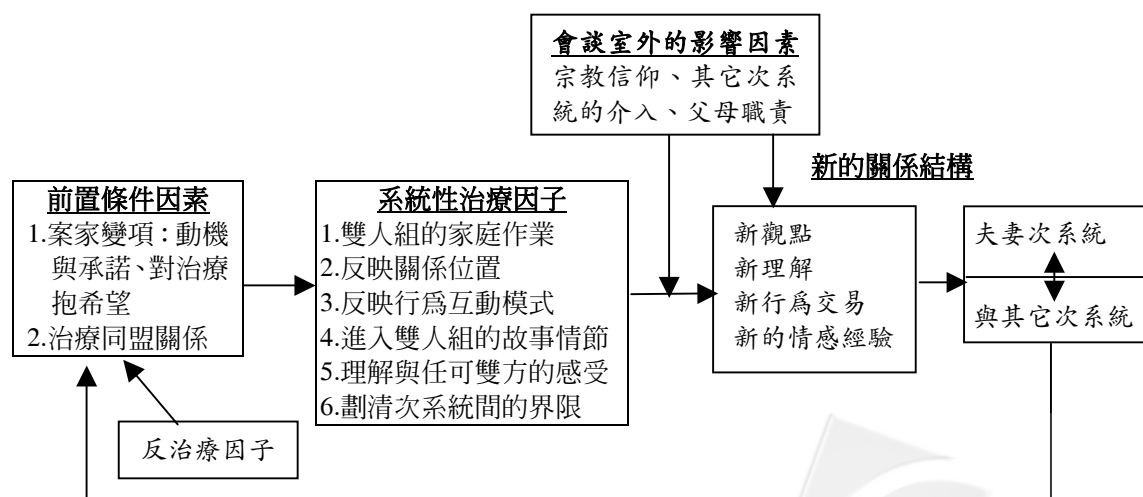 會談室外的影響因素
宗教信仰、其它次系
統的介入、父母職責
新的關係結構
前置條件因素
1.案家變項：動機
與承諾、對治療
抱希望
2.治療同盟關係
系統性治療因子
1.雙人組的家庭作業
2.反映關係位置
3.反映行爲互動模式
4.進入雙人組的故事情節
5.理解與任可雙方的感受
6.劃清次系統間的界限
新觀點
新理解
新行爲交易
新的情感經驗
夫妻次系統
與其它次系統
反治療因子